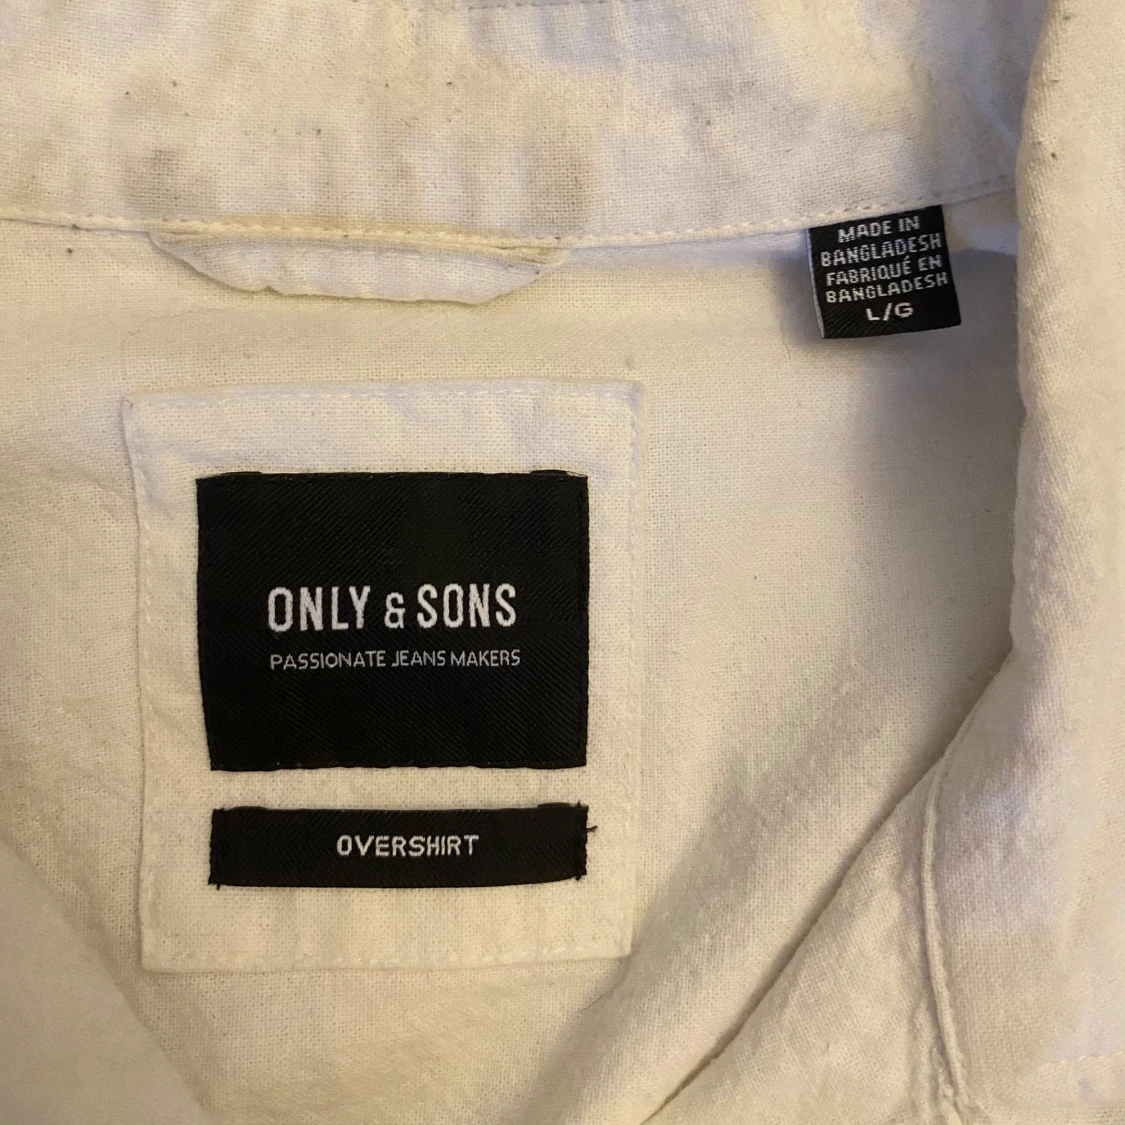 MADE IN
BANGLADESH
FABRIQUÉ EN
BANGLADESH
L/G
ONLY & SONS
PASSIONATE JEANS MAKERS
OVERSHIRT